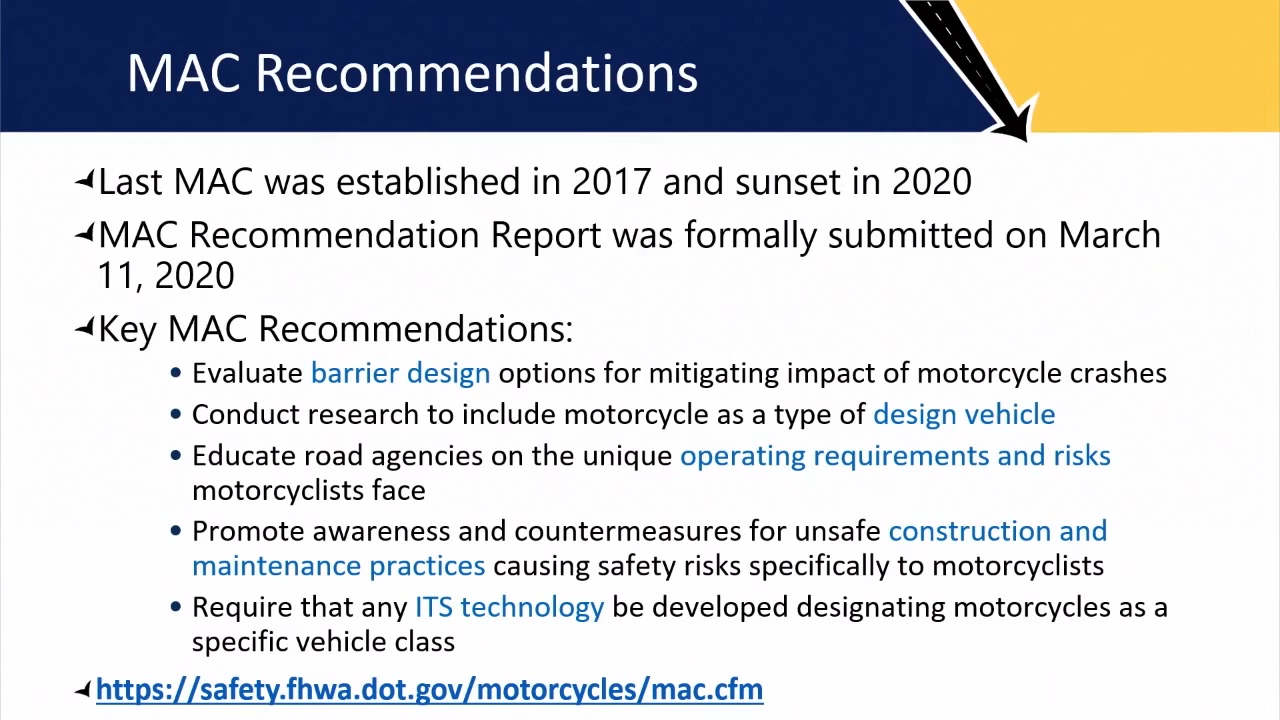 MAC Recommendations
Last MAC was established in 2017 and sunset in 2020
MAC Recommendation Report was formally submitted on March
11, 2020
Key MAC Recommendations:
• Evaluate barrier design options for mitigating impact of motorcycle crashes
• Conduct research to include motorcycle as a type of design vehicle
• Educate road agencies on the unique operating requirements and risks
motorcyclists face
• Promote awareness and countermeasures for unsafe construction and
maintenance practices causing safety risks specifically to motorcyclists
• Require that any ITS technology be developed designating motorcycles as a
specific vehicle class
https://safety.fhwa.dot.gov/motorcycles/mac.cfm